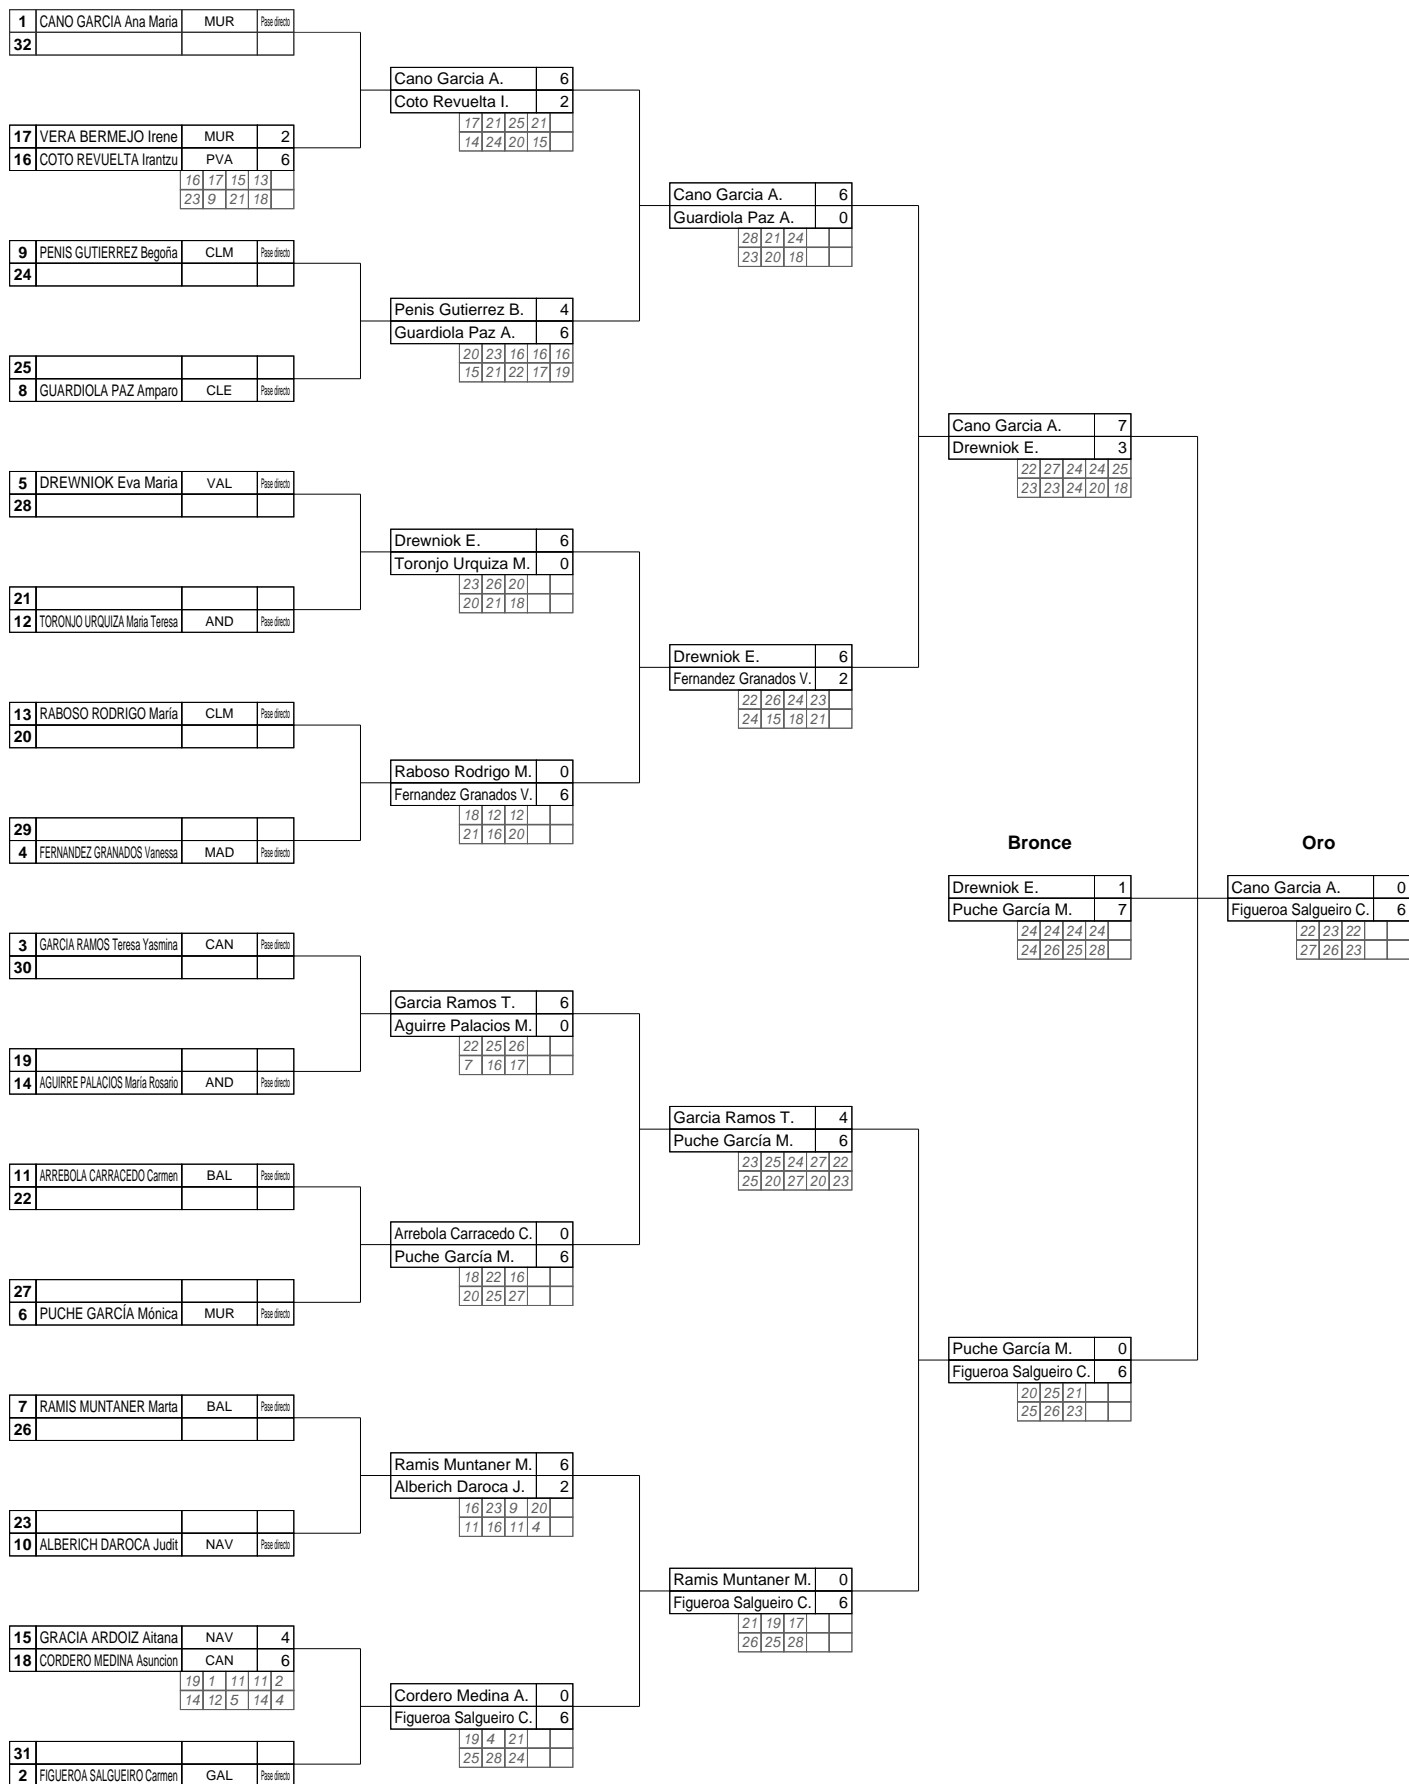 1 CANO GARCIA Ana Maria MUR Pase directo
32
Cano Garcia A. 6
Coto Revuelta I. 2
17 21 25 21
14 24 20 15
17 VERA BERMEJO Irene MUR 2
16 COTO REVUELTA Irantzu PVA 6
16 17 15 13
23 9 21 18
Cano Garcia A. 6
Guardiola Paz A. 0
28 21 24
23 20 18
9 PENIS GUTIERREZ Begoña CLM Pase directo
24
Penis Gutierrez B. 4
Guardiola Paz A. 6
20 23 16 16 16
15 21 22 17 19
25
8 GUARDIOLA PAZ Amparo CLE Pase directo
Cano Garcia A. 7
Drewniok E. 3
22 27 24 24 25
23 23 24 20 18
5 DREWNIOK Eva Maria VAL Pase directo
28
Drewniok E. 6
Toronjo Urquiza M. 0
23 26 20
20 21 18
21
12 TORONJO URQUIZA Maria Teresa AND Pase directo
Drewniok E. 6
Fernandez Granados V. 2
22 26 24 23
24 15 18 21
13 RABOSO RODRIGO María CLM Pase directo
20
Raboso Rodrigo M. 0
Fernandez Granados V. 6
18 12 12
21 16 20
29
4 FERNANDEZ GRANADOS Vanessa MAD Pase directo
Bronce Oro
Drewniok E. 1
Puche García M. 7
24 24 24 24
24 26 25 28
Cano Garcia A. 0
Figueroa Salgueiro C. 6
22 23 22
27 26 23
3 GARCIA RAMOS Teresa Yasmina CAN Pase directo
30
Garcia Ramos T. 6
Aguirre Palacios M. 0
22 25 26
7 16 17
19
14 AGUIRRE PALACIOS María Rosario AND Pase directo
Garcia Ramos T. 4
Puche García M. 6
23 25 24 27 22
25 20 27 20 23
11 ARREBOLA CARRACEDO Carmen BAL Pase directo
22
Arrebola Carracedo C. 0
Puche García M. 6
18 22 16
20 25 27
27
6 PUCHE GARCÍA Mónica MUR Pase directo
Puche García M. 0
Figueroa Salgueiro C. 6
20 25 21
25 26 23
7 RAMIS MUNTANER Marta BAL Pase directo
26
Ramis Muntaner M. 6
Alberich Daroca J. 2
16 23 9 20
11 16 11 4
23
10 ALBERICH DAROCA Judit NAV Pase directo
Ramis Muntaner M. 0
Figueroa Salgueiro C. 6
21 19 17
26 25 28
15 GRACIA ARDOIZ Aitana NAV 4
18 CORDERO MEDINA Asuncion CAN 6
19 1 11 11 2
14 12 5 14 4
Cordero Medina A. 0
Figueroa Salgueiro C. 6
19 4 21
25 28 24
31
2 FIGUEROA SALGUEIRO Carmen GAL Pase directo